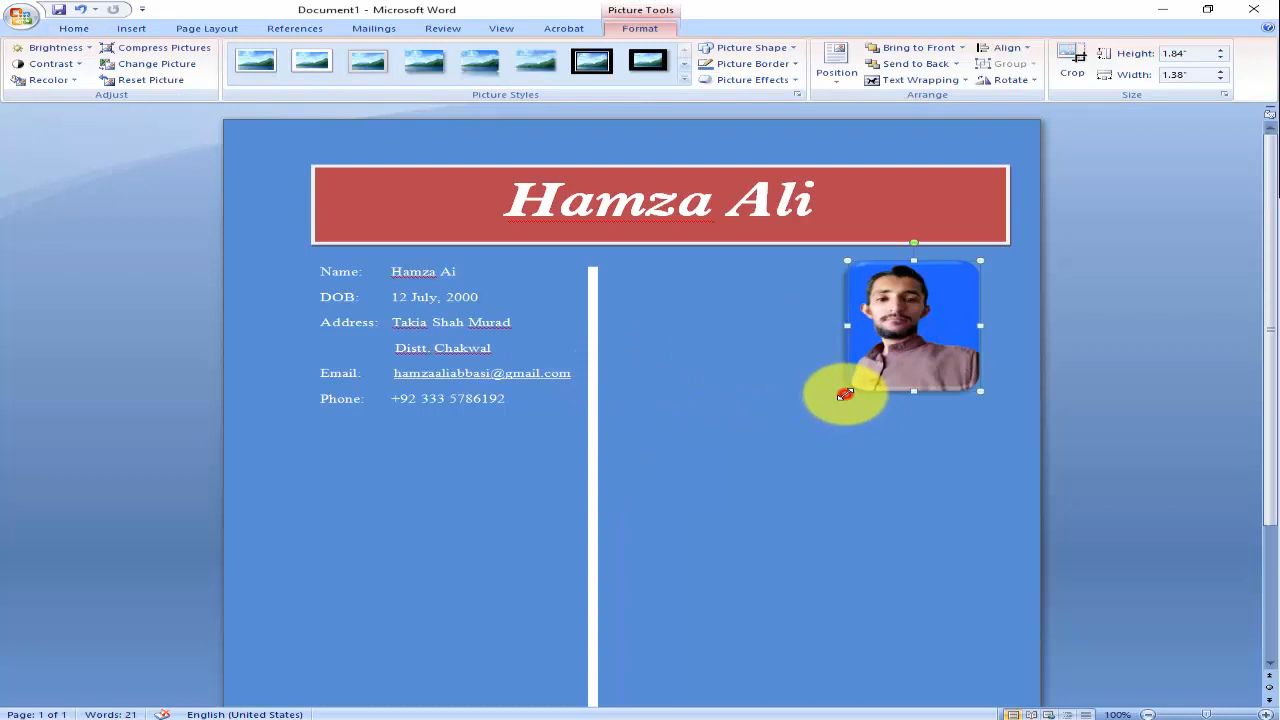 Document1 - Microsoft Word
Picture Tools
Home Insert Page Layout References Mailings Review View Acrobat Format
Brightness Compress Pictures Picture Shape Bring to Front Align Height: 1.34"
Contrast Change Picture Picture Border Send to Back Group
Recolor Reset Picture Picture Effects Position Text Wrapping Rotate Crop Width: 1.38"
Adjust Picture Styles Arrange Size
Hamza Ali
Name: Hamza Ai
DOB: 12 July, 2000
Address: Takia Shah Murad
Distt. Chakwal
Email: hamzaaliabbasi@gmail.com
Phone: +92 333 5786192
Page: 1 of 1 Words: 21 English (United States) 100%